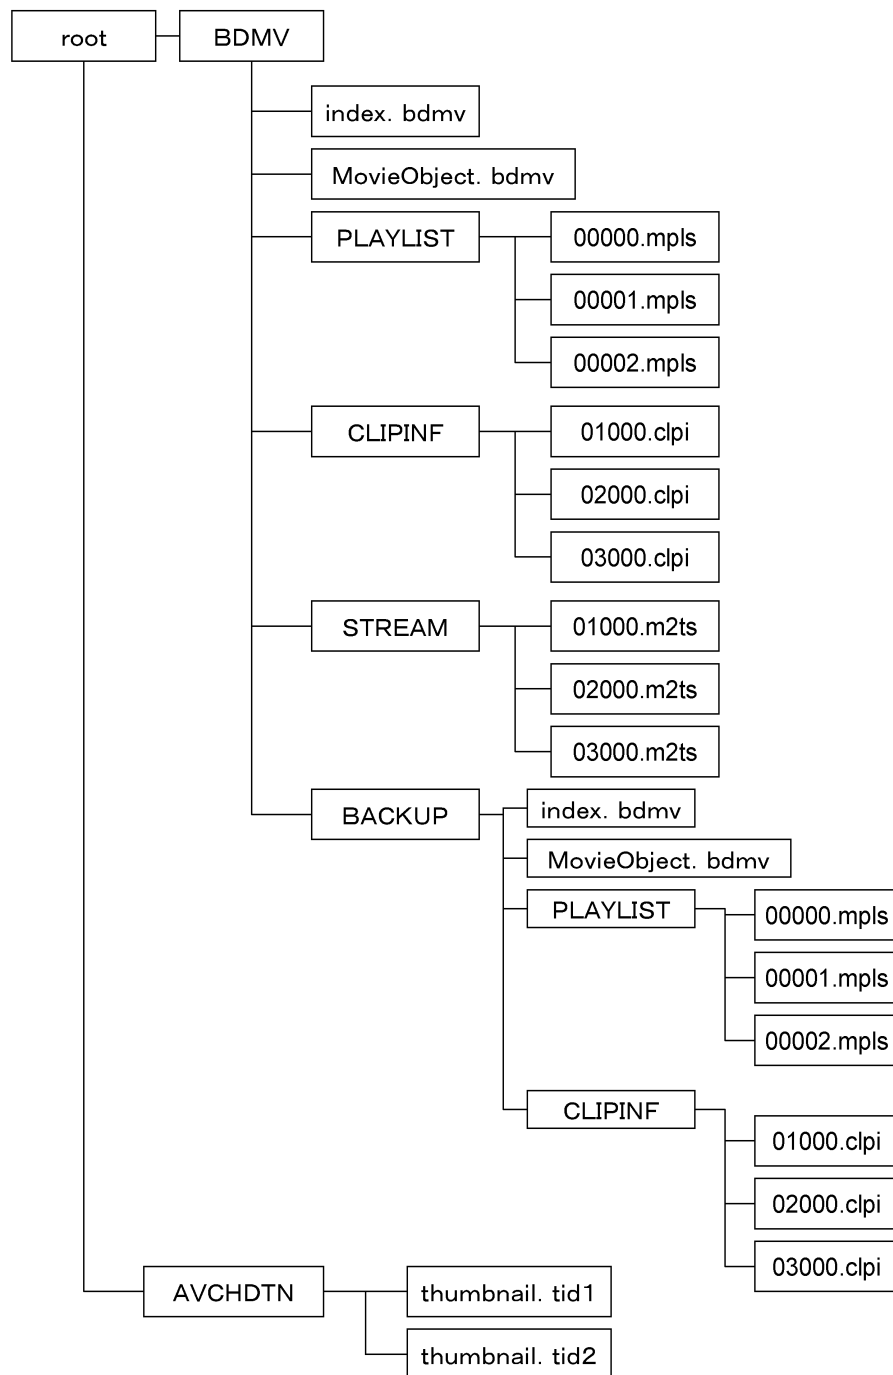 root
BDMV
index. bdmv
MovieObject. bdmv
PLAYLIST
00000.mpls
00001.mpls
00002.mpls
CLIPINF
01000.clpi
02000.clpi
03000.clpi
STREAM
01000.m2ts
02000.m2ts
03000.m2ts
BACKUP
index. bdmv
MovieObject. bdmv
PLAYLIST
00000.mpls
00001.mpls
00002.mpls
CLIPINF
01000.clpi
02000.clpi
03000.clpi
AVCHDTN
thumbnail. tid1
thumbnail. tid2